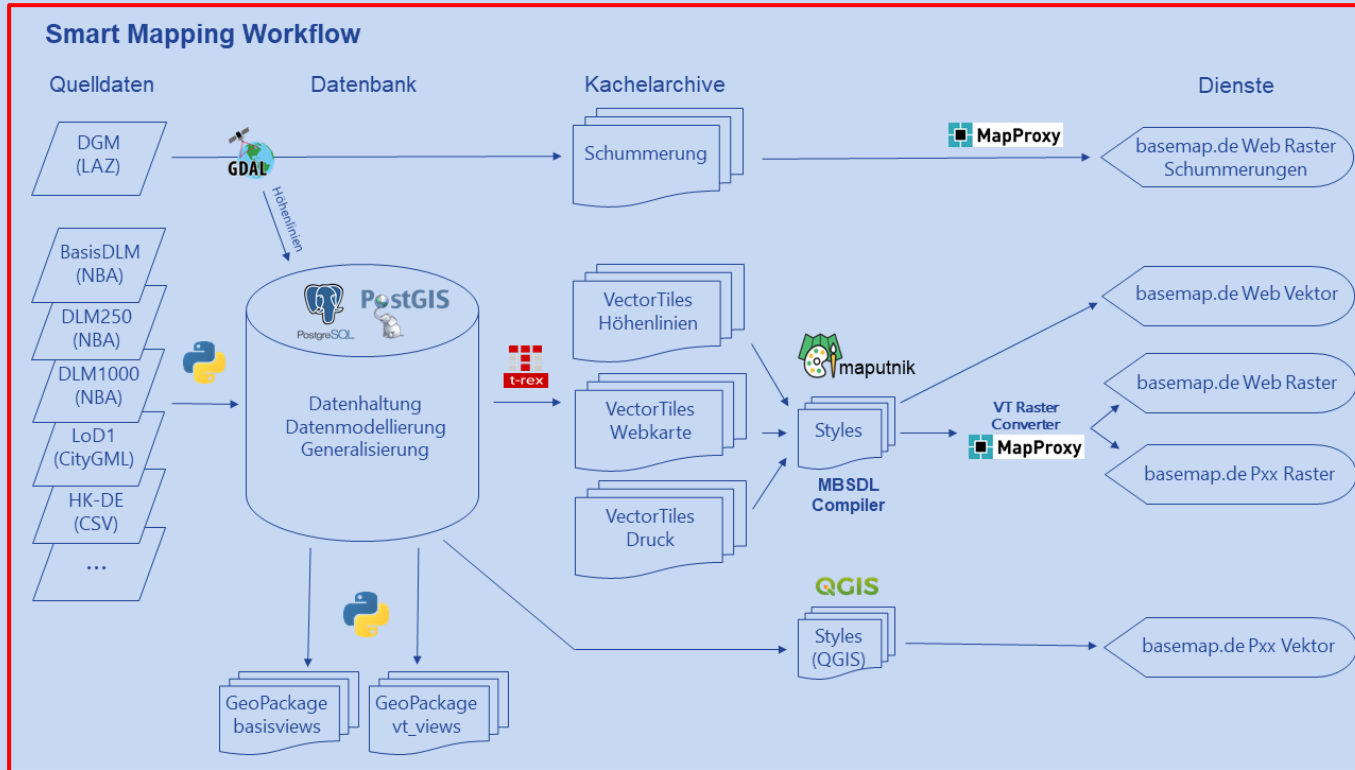 Smart Mapping Workflow
Quelldaten
Datenbank
Kachelarchive
Dienste
DGM
(LAZ)
GDAL
Höhenlinien
Schummerung
MapProxy
basemap.de Web Raster
Schummerungen
BasisDLM
(NBA)
DLM250
(NBA)
DLM1000
(NBA)
LoD1
(CityGML)
HK-DE
(CSV)
...
PostgreSQL
PostGIS
Datenhaltung
Datenmodellierung
Generalisierung
t-rex
VectorTiles
Höhenlinien
VectorTiles
Webkarte
VectorTiles
Druck
maputnik
Styles
MBSDL
Compiler
VT Raster
Converter
MapProxy
basemap.de Web Vektor
basemap.de Web Raster
basemap.de Pxx Raster
QGIS
Styles
(QGIS)
basemap.de Pxx Vektor
GeoPackage
basisviews
GeoPackage
vt_views